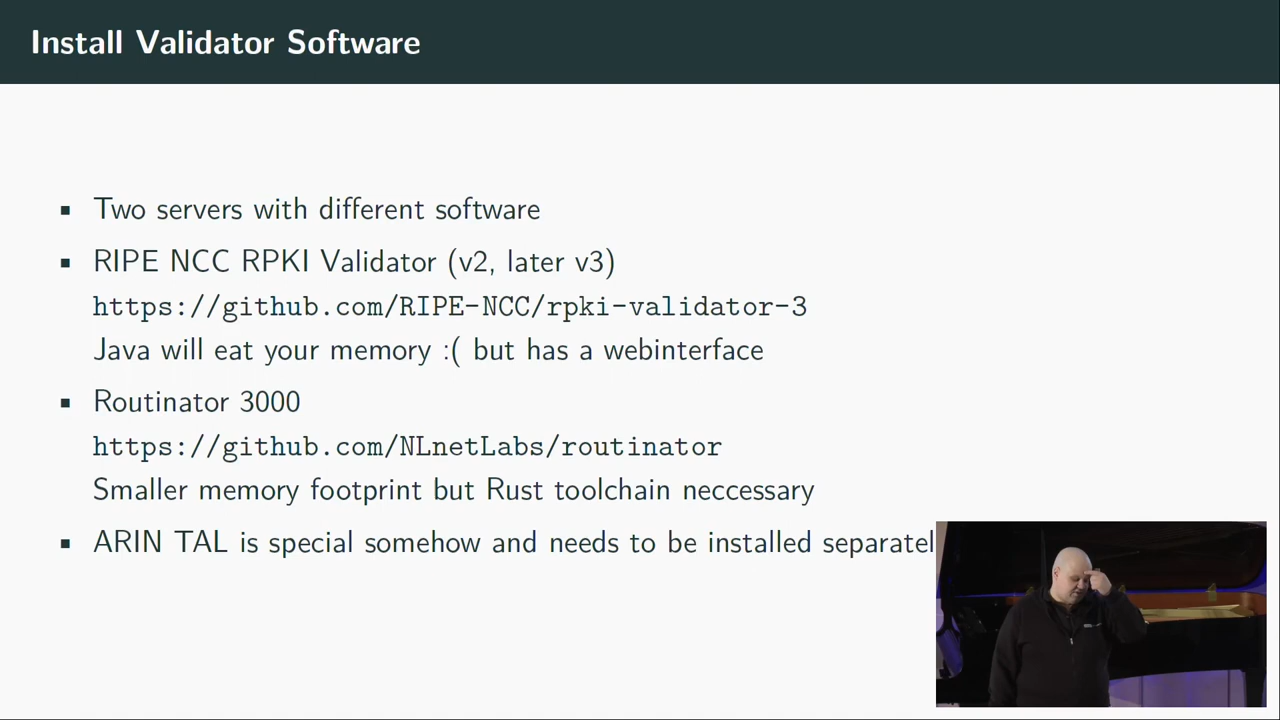 Install Validator Software
▪ Two servers with different software
▪ RIPE NCC RPKI Validator (v2, later v3)
https://github.com/RIPE-NCC/rpki-validator-3
Java will eat your memory :( but has a webinterface
▪ Routinator 3000
https://github.com/NLnetLabs/routinator
Smaller memory footprint but Rust toolchain neccessary
▪ ARIN TAL is special somehow and needs to be installed separatel